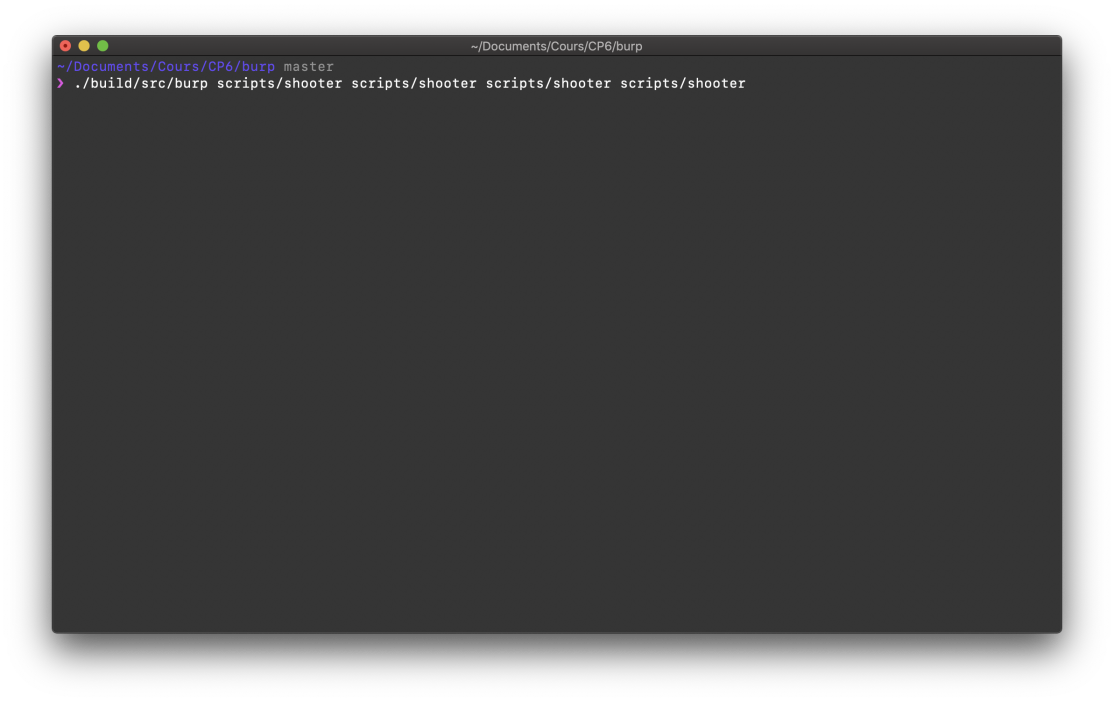 ~/Documents/Cours/CP6/burp
~/Documents/Cours/CP6/burp master
❯ ./build/src/burp scripts/shooter scripts/shooter scripts/shooter scripts/shooter